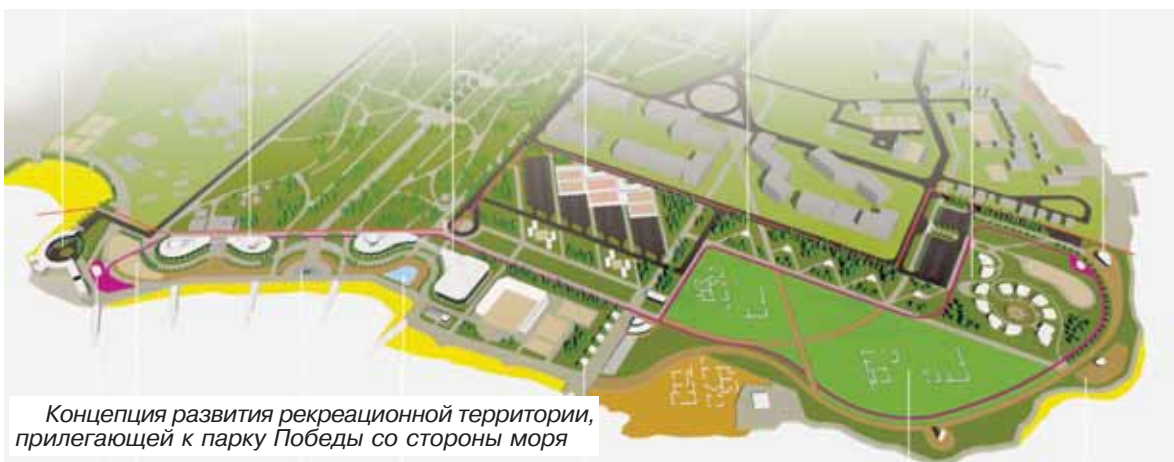 Концепция развития рекреационной территории,
прилегающей к парку Победы со стороны моря